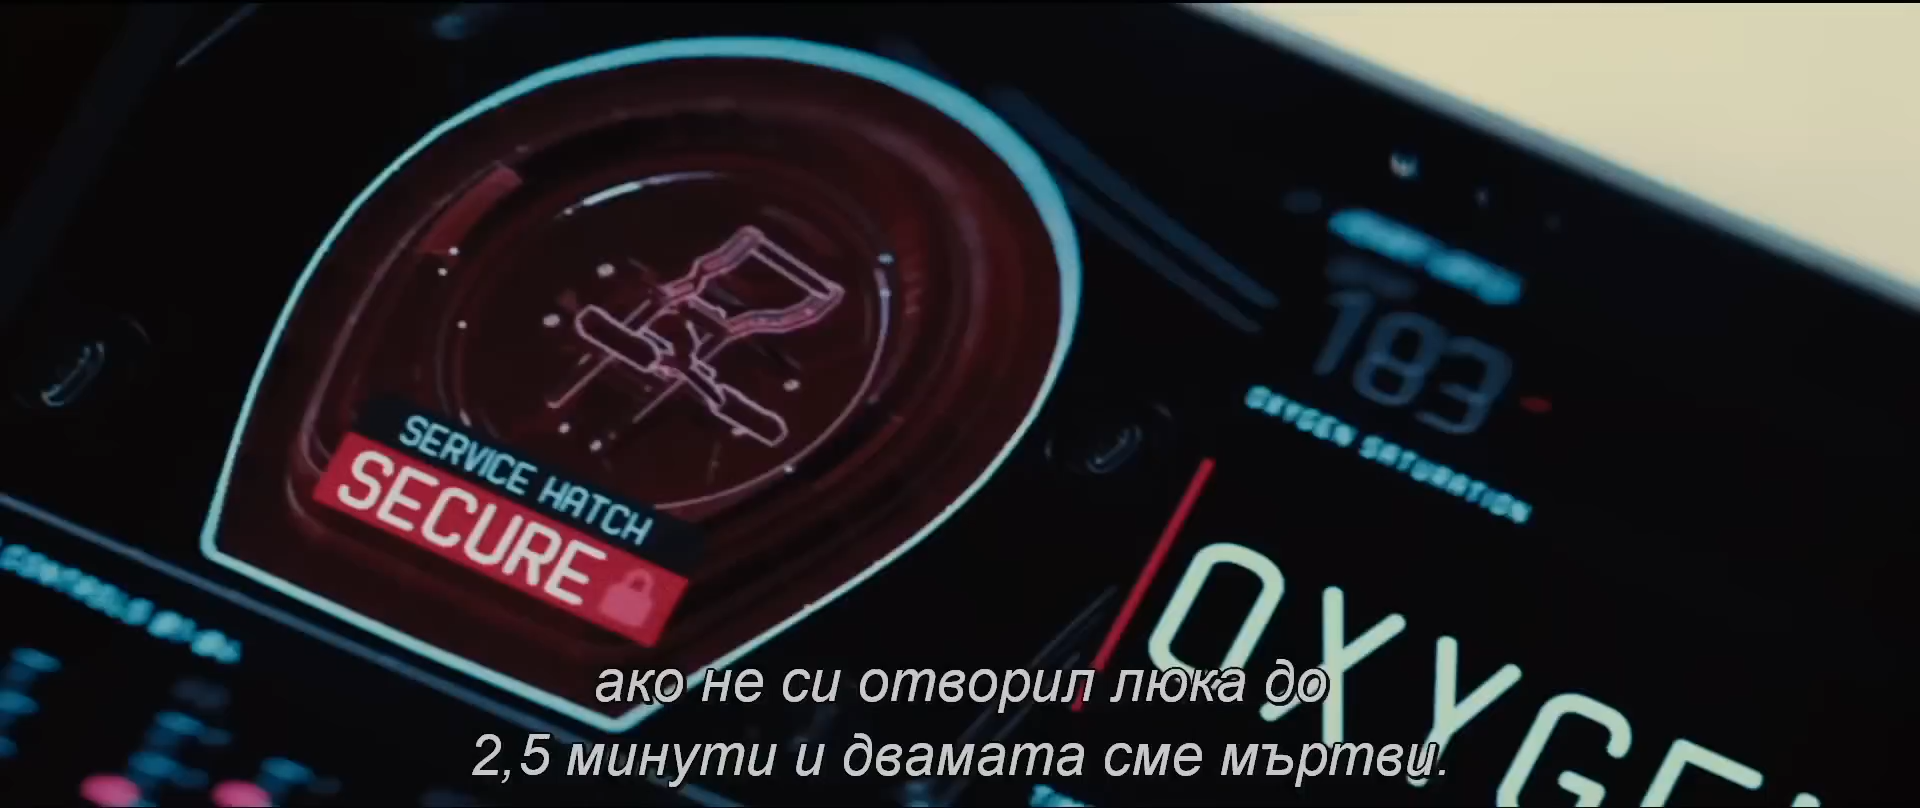 183
OXYGEN SATURATION
SERVICE HATCH
SECURE
CONTROLS
OXYGE
ако не си отворил люка до
2,5 минути и двамата сме мъртви.